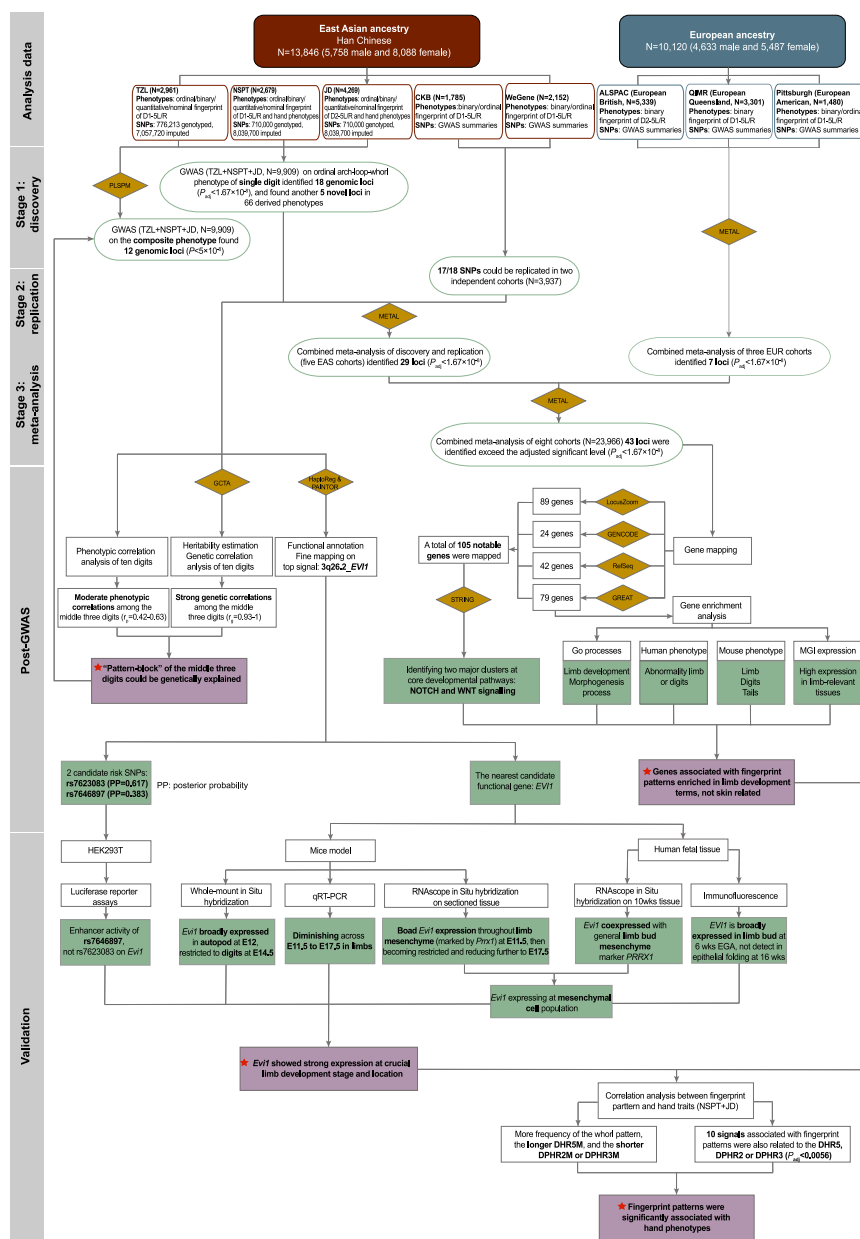 Analysis data
East Asian ancestry
Han Chinese
N=13,846 (5,758 male and 8,088 female)
European ancestry
N=10,120 (4,633 male and 5,487 female)
TZL (N=2,961)
Phenotypes: ordinal/binary/
quantitative/nominal fingerprint
of D1-5L/R
SNPs: 776,213 genotyped,
7,057,720 imputed
NSPT (N=2,679)
Phenotypes: ordinal/binary/
quantitative/nominal fingerprint
of D1-5L/R and hand phenotypes
SNPs: 710,000 genotyped,
8,039,700 imputed
JD (N=4,269)
Phenotypes: ordinal/binary/
quantitative/nominal fingerprint
of D2-5L/R and hand phenotypes
SNPs: 710,000 genotyped,
8,039,700 imputed
CKB (N=1,785)
Phenotypes: binary/ordinal
fingerprint of D1-5L/R
SNPs: GWAS summaries
WeGene (N=2,152)
Phenotypes: binary/ordinal
fingerprint of D1-5L/R
SNPs: GWAS summaries
ALSPAC (European
British, N=5,339)
Phenotypes: binary
fingerprint of D2-5L/R
SNPs: GWAS summaries
QIMR (European
Queensland, N=3,301)
Phenotypes: binary
fingerprint of D1-5L/R
SNPs: GWAS summaries
Pittsburgh (European
American, N=1,480)
Phenotypes: binary/ordinal
fingerprint of D1-5L/R
SNPs: GWAS summaries
Stage 1:
discovery
PLSPM
GWAS (TZL+NSPT+JD, N=9,909) on ordinal arch-loop-whorl
phenotype of single digit identified 18 genomic loci
(Padj<1.67×10⁻⁸), and found another 5 novel loci in
66 derived phenotypes
GWAS (TZL+NSPT+JD, N=9,909)
on the composite phenotype found
12 genomic loci (P<5×10⁻⁸)
METAL
Stage 2:
replication
17/18 SNPs could be replicated in two
independent cohorts (N=3,937)
METAL
Stage 3:
meta-analysis
Combined meta-analysis of discovery and replication
(five EAS cohorts) identified 29 loci (Padj<1.67×10⁻⁸)
Combined meta-analysis of three EUR cohorts
identified 7 loci (Padj<1.67×10⁻⁸)
METAL
Combined meta-analysis of eight cohorts (N=23,966) 43 loci were
identified exceed the adjusted significant level (Padj<1.67×10⁻⁸)
Post-GWAS
GCTA
HaploReg &
PAINTOR
Phenotypic correlation
analysis of ten digits
Heritability estimation
Genetic correlation
anlysis of ten digits
Functional annotation
Fine mapping on
top signal: 3q26.2_EVI1
Moderate phenotypic
correlations among the
middle three digits (rp=0.42-0.63)
Strong genetic correlations
among the middle
three digits (rg=0.93-1)
"Pattern-block" of the middle three
digits could be genetically explained
A total of 105 notable
genes were mapped
89 genes
24 genes
42 genes
79 genes
LocusZoom
GENCODE
RefSeq
GREAT
Gene mapping
STRING
Gene enrichment
analysis
Identifying two major clusters at
core developmental pathways:
NOTCH and WNT signalling
Go processes
Limb development
Morphogenesis
process
Human phenotype
Abnormality limb
or digits
Mouse phenotype
Limb
Digits
Tails
MGI expression
High expression
in limb-relevant
tissues
2 candidate risk SNPs:
rs7623083 (PP=0.617)
rs7646897 (PP=0.383)
PP: posterior probability
The nearest candidate
functional gene: EVI1
Genes associated with fingerprint
patterns enriched in limb development
terms, not skin related
Validation
HEK293T
Mice model
Human fetal tissue
Luciferase reporter
assays
Whole-mount in Situ
hybridization
qRT-PCR
RNAscope in Situ hybridization
on sectioned tissue
RNAscope in Situ
hybridization on 10wks tissue
Immunofluorescence
Enhancer activity of
rs7646897,
not rs7623083 on Evi1
Evi1 broadly expressed
in autopod at E12,
restricted to digits at E14.5
Diminishing across
E11.5 to E17.5 in limbs
Boad Evi1 expression throughout limb
mesenchyme (marked by Prrx1) at E11.5, then
becoming restricted and reducing further to E17.5
EVI1 coexpressed with
general limb bud
mesenchyme
marker PRRX1
EVI1 is broadly
expressed in limb bud at
6 wks EGA, not detect in
epithelial folding at 16 wks
Evi1 expressing at mesenchymal
cell population
Evi1 showed strong expression at crucial
limb development stage and location
Correlation analysis between fingerprint
parttern and hand traits (NSPT+JD)
More frequency of the whorl pattern,
the longer DHR5M, and the shorter
DPHR2M or DPHR3M
10 signals associated with fingerprint
patterns were also related to the DHR5,
DPHR2 or DPHR3 (Padj<0.0056)
Fingerprint patterns were
significantly associated with
hand phenotypes